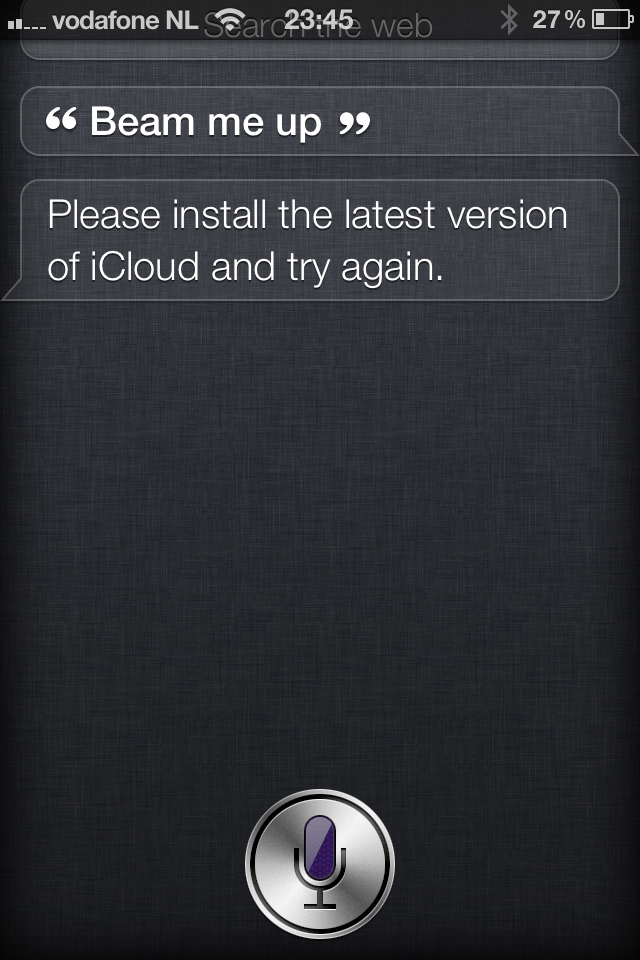 vodafone NL 23:45 27%
Search the web
“ Beam me up ”
Please install the latest version
of iCloud and try again.